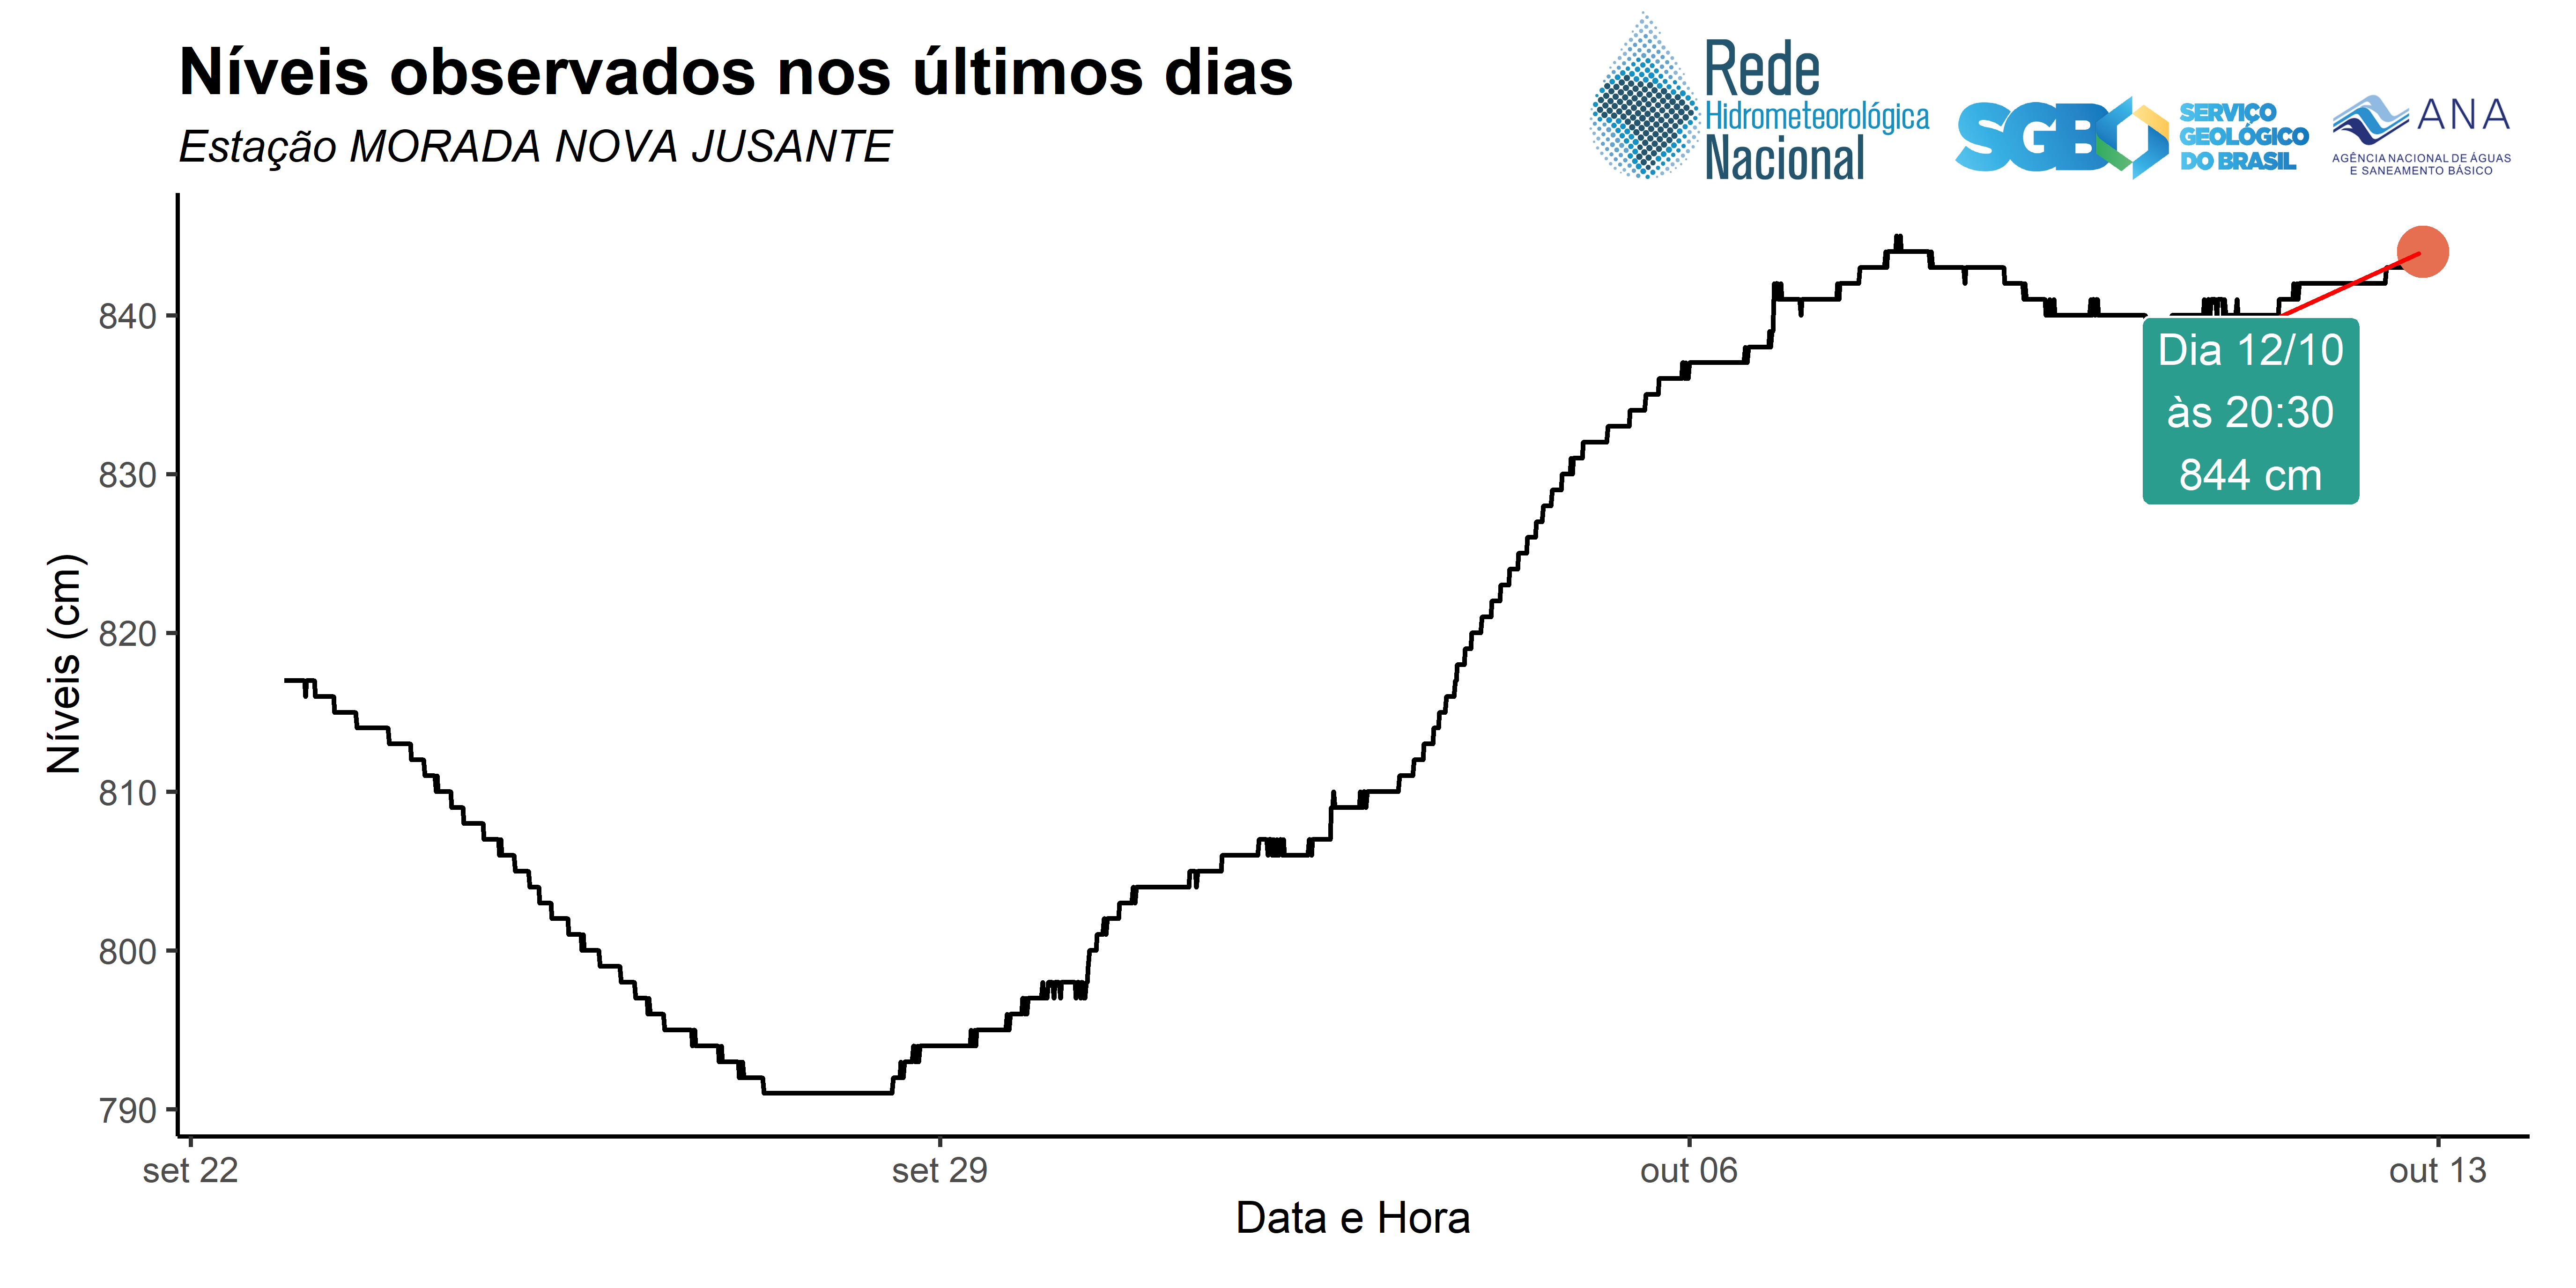 Níveis observados nos últimos dias
Estação MORADA NOVA JUSANTE
Rede
Hidrometeorológica
Nacional
SGB
SERVIÇO
GEOLÓGICO
DO BRASIL
ANA
AGÊNCIA NACIONAL DE ÁGUAS
E SANEAMENTO BÁSICO
Níveis (cm)
840
830
820
810
800
790
Dia 12/10
às 20:30
844 cm
set 22
set 29
out 06
out 13
Data e Hora